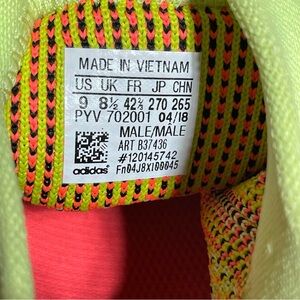 MADE IN VIETNAM
US UK FR JP CHN
9 8½ 42⅔ 270 265
PYV 702001 04/18
MALE/MALE
ART B37436
#120145742
adidas